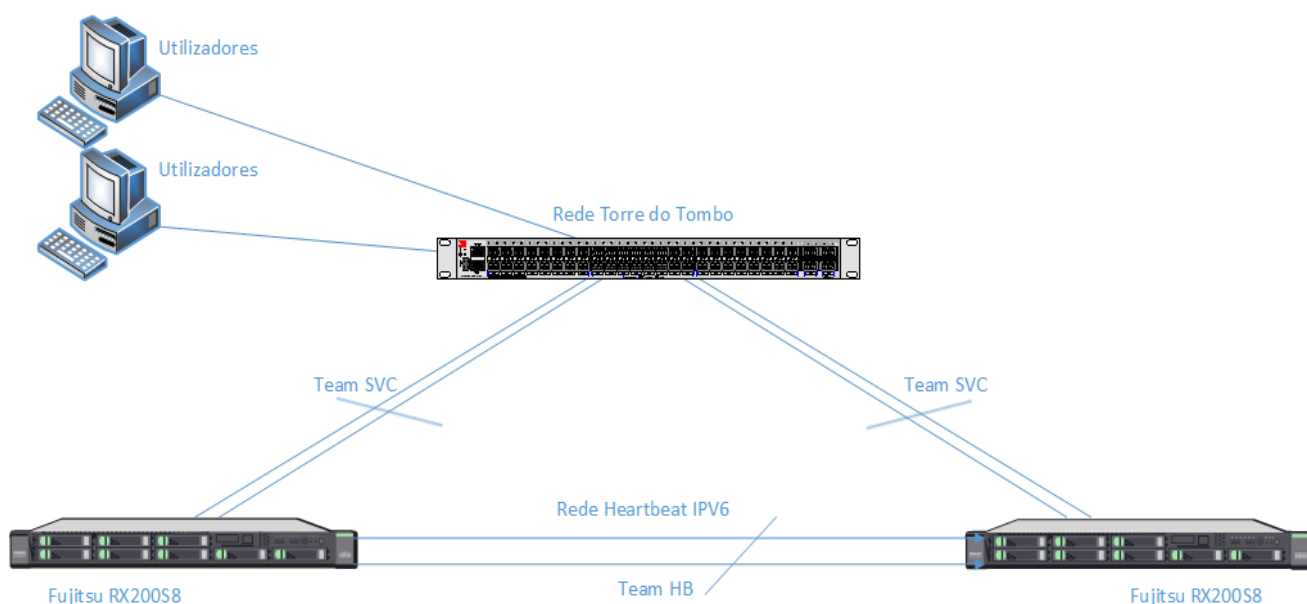 Utilizadores
Utilizadores
Rede Torre do Tombo
Team SVC
Team SVC
Rede Heartbeat IPV6
Team HB
Fujitsu RX200S8
Fujitsu RX200S8